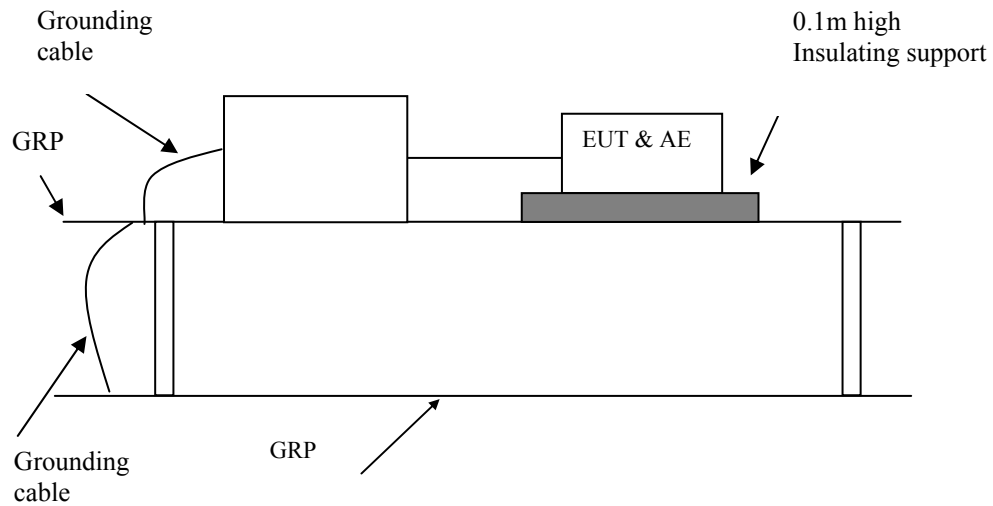 Grounding
cable
0.1m high
Insulating support
GRP
EUT & AE
GRP
Grounding
cable